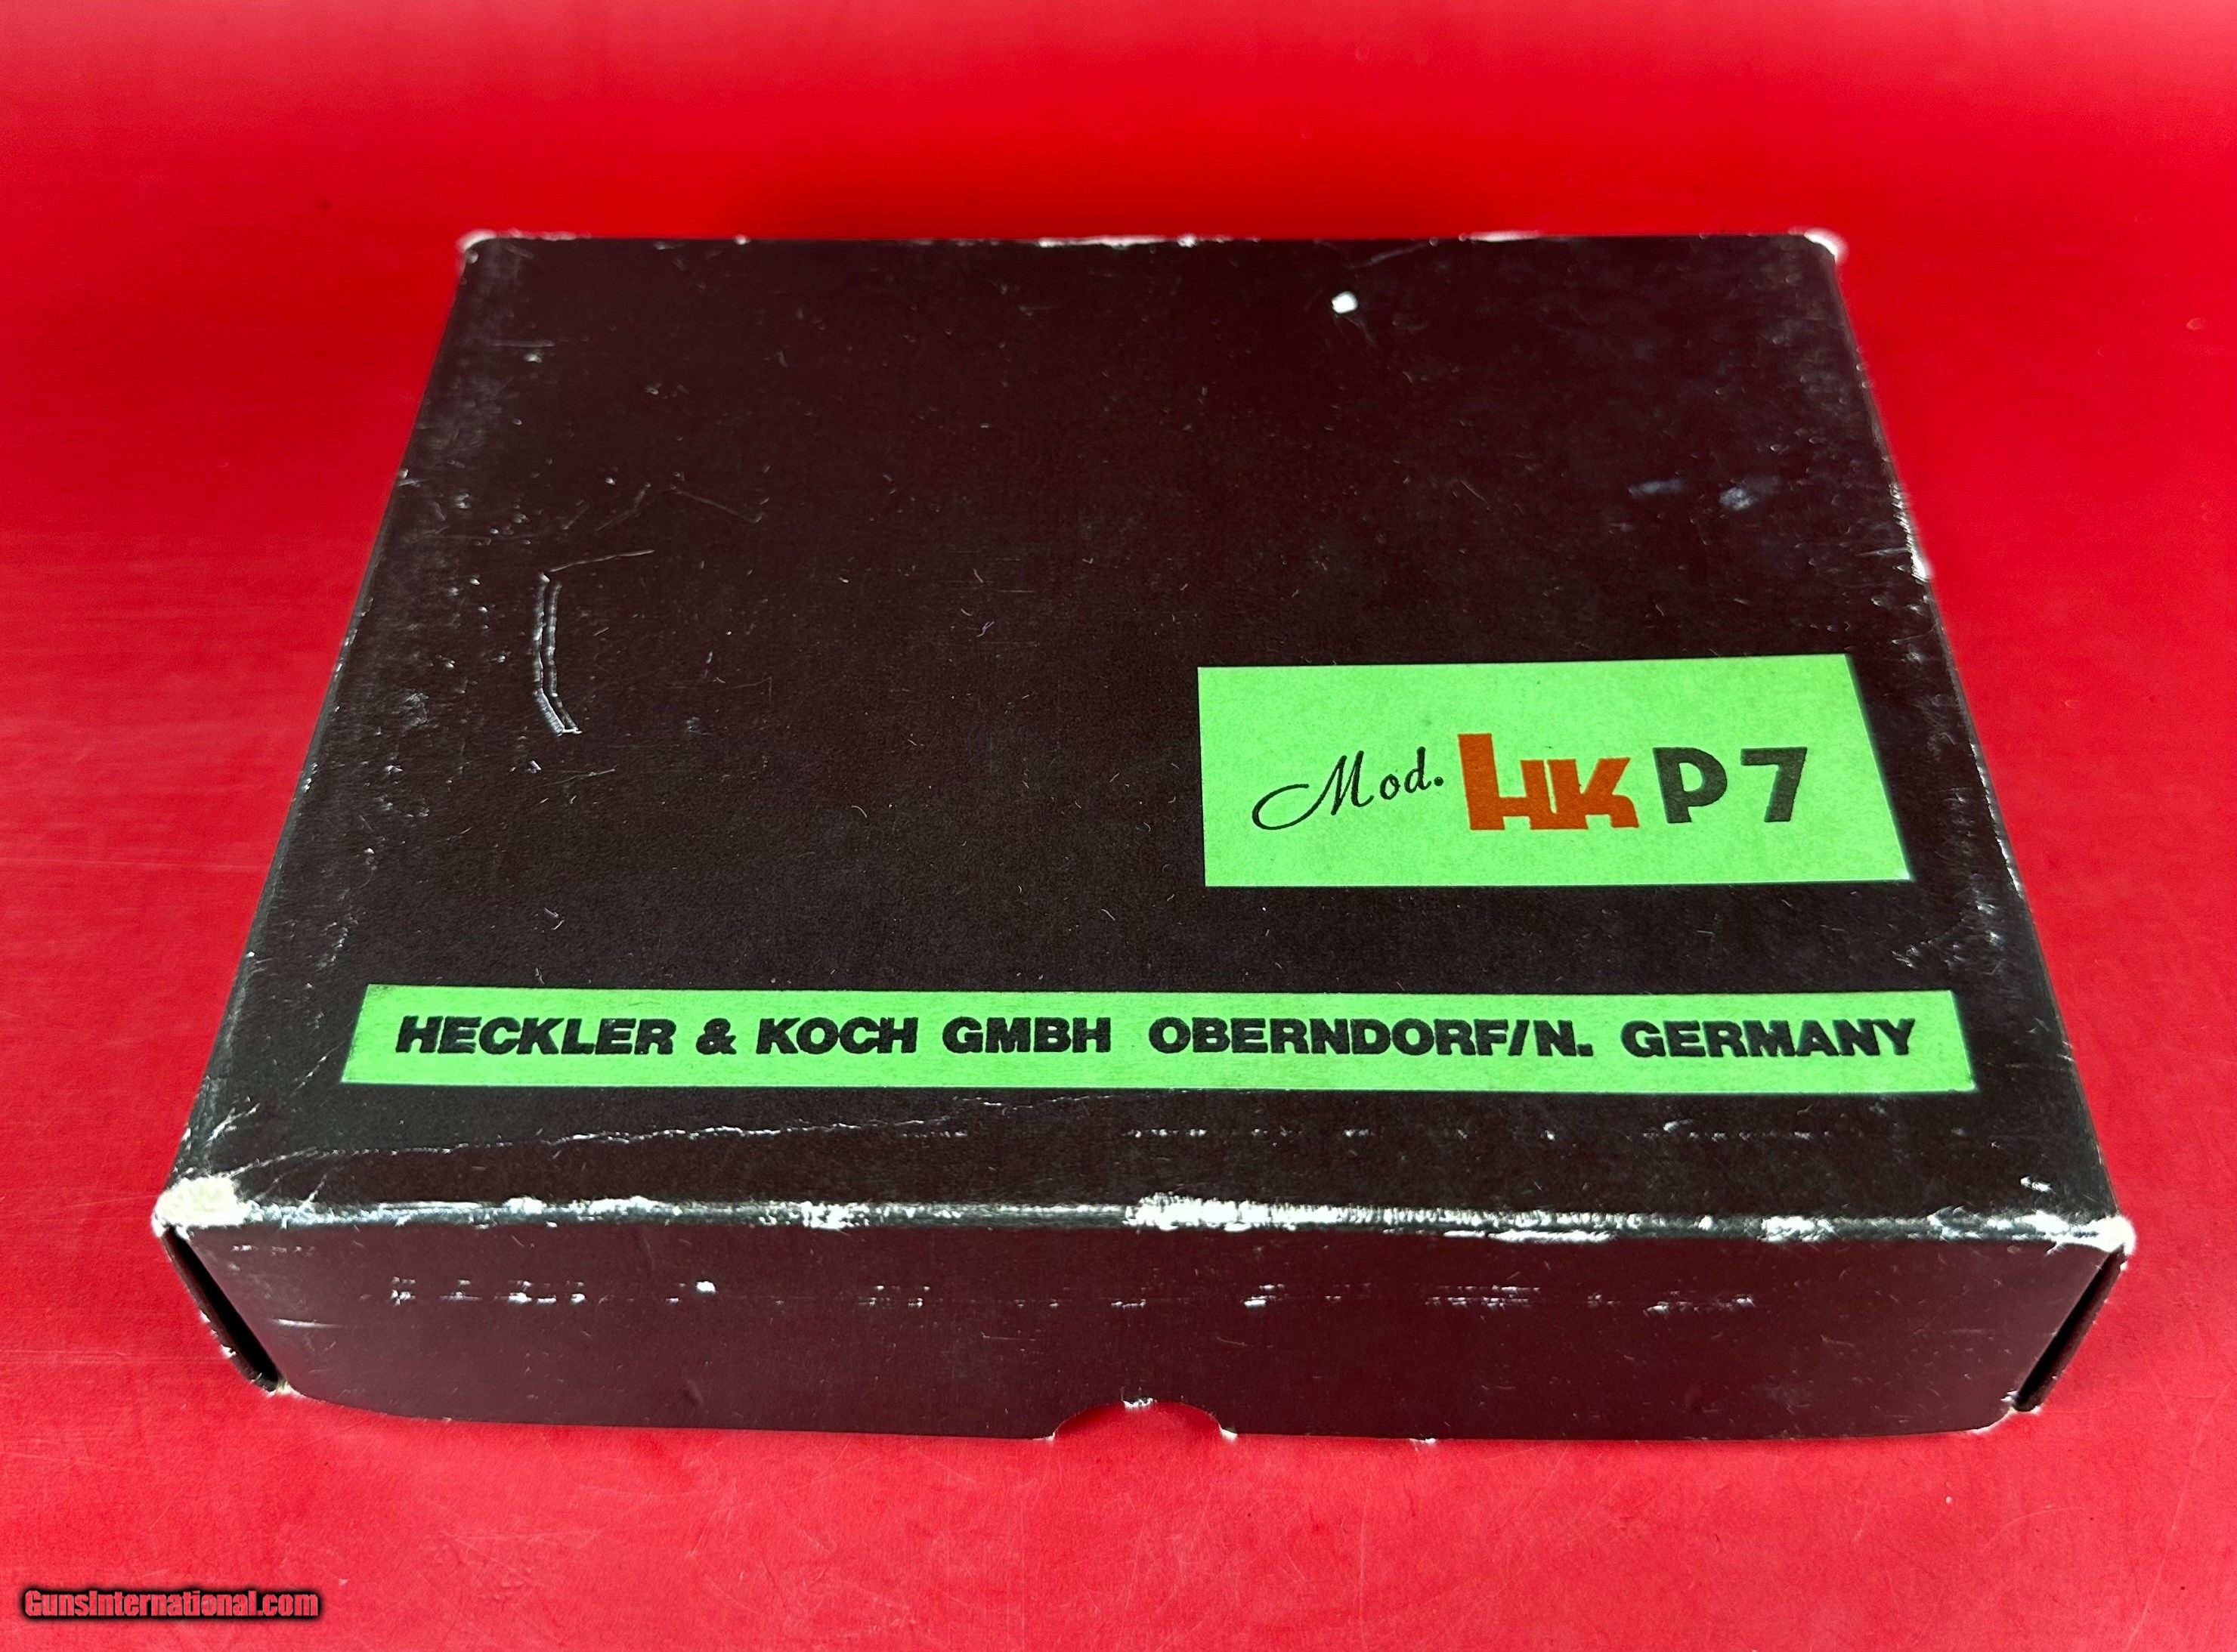 Mod. HK P7
HECKLER & KOCH GMBH OBERNDORF/N. GERMANY
GunsInternational.com